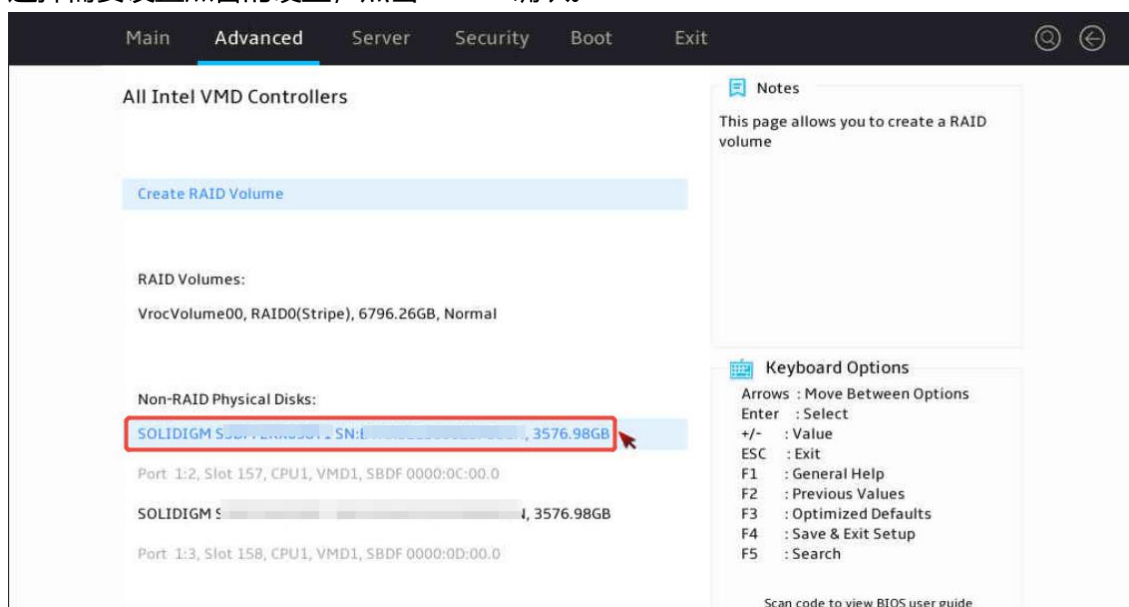 Main Advanced Server Security Boot Exit
All Intel VMD Controllers
Create RAID Volume
RAID Volumes:
VrocVolume00, RAID0(Stripe), 6796.26GB, Normal
Non-RAID Physical Disks:
SOLIDIGM SN: , 3576.98GB
Port 1:2, Slot 157, CPU1, VMD1, SBDF 0000:0C:00.0
SOLIDIGM , 3576.98GB
Port 1:3, Slot 158, CPU1, VMD1, SBDF 0000:0D:00.0
Notes
This page allows you to create a RAID
volume
Keyboard Options
Arrows : Move Between Options
Enter : Select
+/- : Value
ESC : Exit
F1 : General Help
F2 : Previous Values
F3 : Optimized Defaults
F4 : Save & Exit Setup
F5 : Search
Scan code to view BIOS user guide